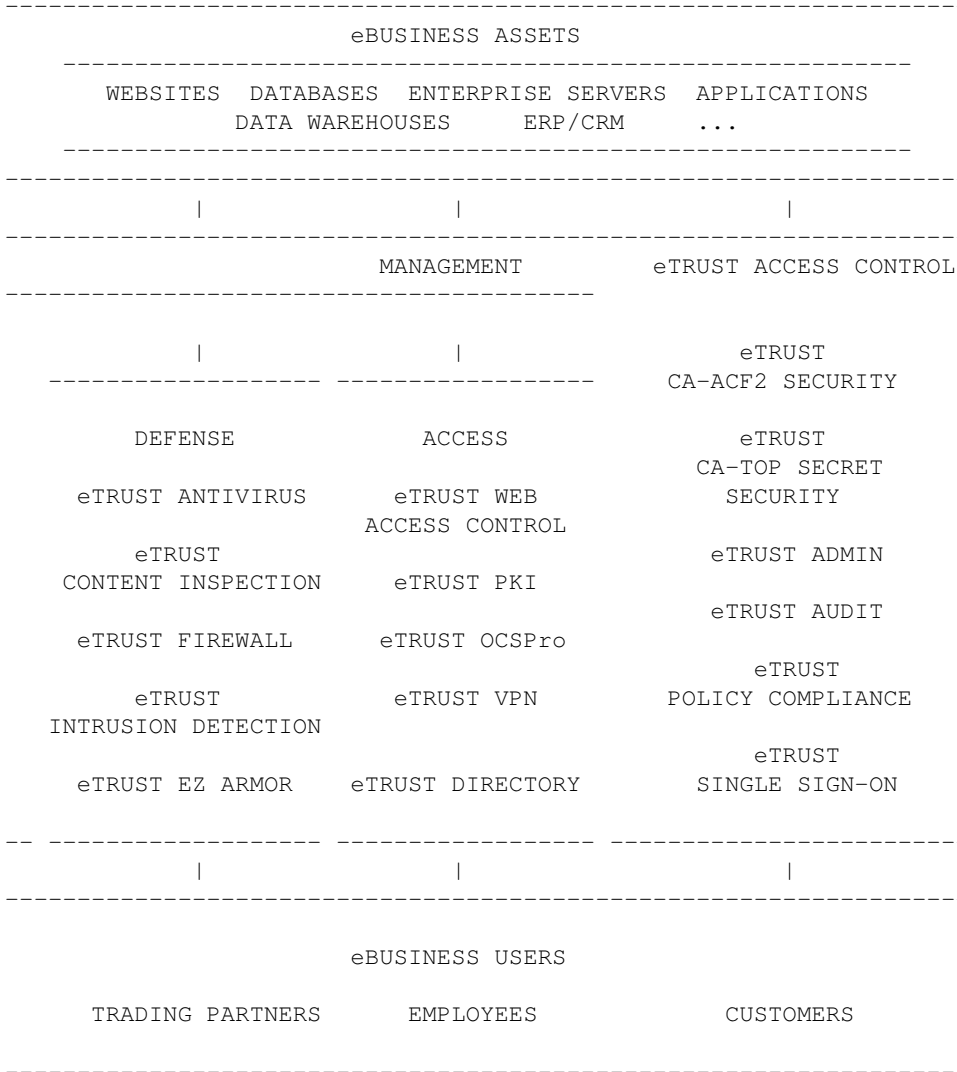 eBUSINESS ASSETS
WEBSITES DATABASES ENTERPRISE SERVERS APPLICATIONS
DATA WAREHOUSES ERP/CRM ...
MANAGEMENT eTRUST ACCESS CONTROL
eTRUST
CA-ACF2 SECURITY
DEFENSE ACCESS eTRUST
CA-TOP SECRET
eTRUST ANTIVIRUS eTRUST WEB SECURITY
ACCESS CONTROL
eTRUST eTRUST ADMIN
CONTENT INSPECTION eTRUST PKI
eTRUST AUDIT
eTRUST FIREWALL eTRUST OCSPro
eTRUST
eTRUST eTRUST VPN POLICY COMPLIANCE
INTRUSION DETECTION
eTRUST
eTRUST EZ ARMOR eTRUST DIRECTORY SINGLE SIGN-ON
eBUSINESS USERS
TRADING PARTNERS EMPLOYEES CUSTOMERS